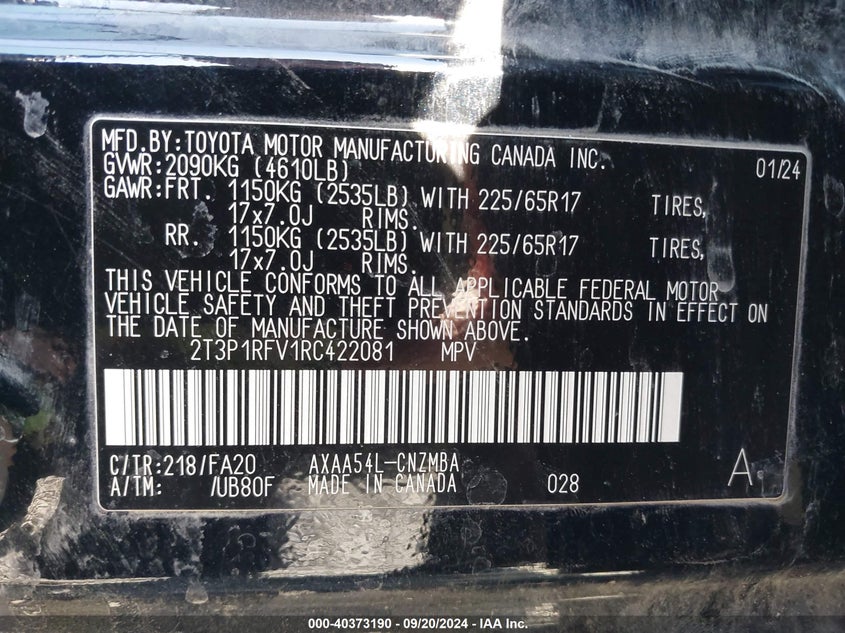 MFD.BY:TOYOTA MOTOR MANUFACTURING CANADA INC.
GVWR:2090KG (4610LB) 01/24
GAWR:FRT. 1150KG (2535LB) WITH 225/65R17 TIRES,
17x7.0J RIMS.
RR. 1150KG (2535LB) WITH 225/65R17 TIRES,
17x7.0J RIMS.
THIS VEHICLE CONFORMS TO ALL APPLICABLE FEDERAL MOTOR
VEHICLE SAFETY AND THEFT PREVENTION STANDARDS IN EFFECT ON
THE DATE OF MANUFACTURE SHOWN ABOVE.
2T3P1RFV1RC422081 MPV
C/TR:218/FA20 AXAA54L-CNZMBA A.
A/TM: /UB80F MADE IN CANADA 028
000-40373190 - 09/20/2024 - IAA Inc.